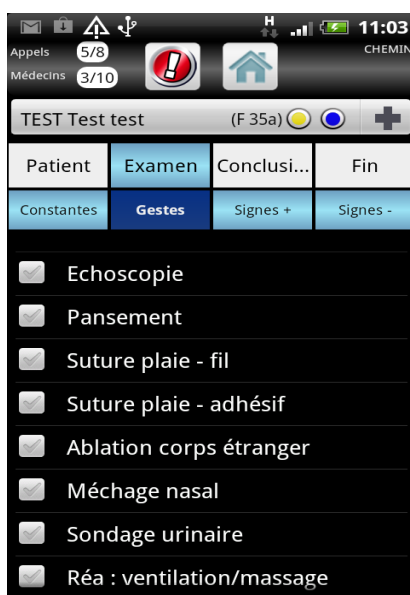 H 11:03
Appels 5/8 CHEMIN
Médecins 3/10
TEST Test test (F 35a)
Patient Examen Conclusi... Fin
Constantes Gestes Signes + Signes -
Echoscopie
Pansement
Suture plaie - fil
Suture plaie - adhésif
Ablation corps étranger
Méchage nasal
Sondage urinaire
Réa : ventilation/massage